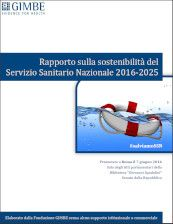 GIMBE
EVIDENCE FOR HEALTH
Rapporto sulla sostenibilità del
Servizio Sanitario Nazionale 2016-2025
#salviamoSSN
Presentato a Roma il 7 giugno 2016
Sala degli Atti parlamentari della
Biblioteca "Giovanni Spadolini"
Senato della Repubblica
Elaborato dalla Fondazione GIMBE senza alcun supporto istituzionale o commerciale